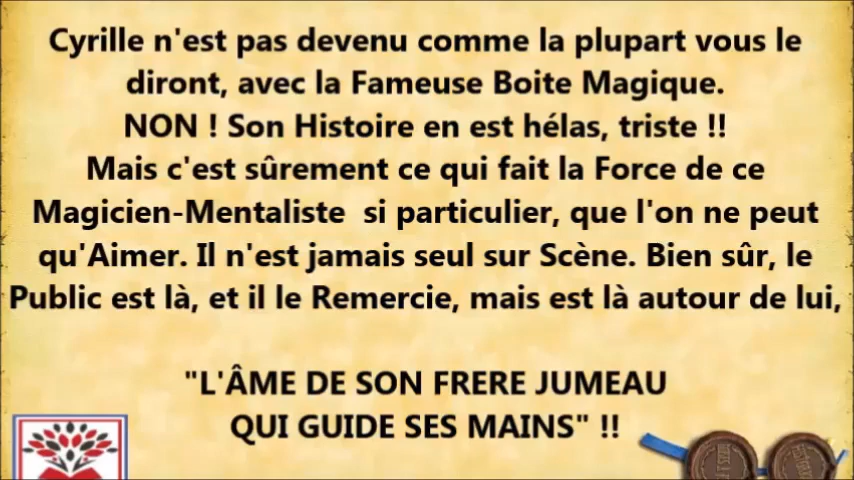 Cyrille n'est pas devenu comme la plupart vous le
diront, avec la Fameuse Boite Magique.
NON ! Son Histoire en est hélas, triste !!
Mais c'est sûrement ce qui fait la Force de ce
Magicien-Mentaliste si particulier, que l'on ne peut
qu'Aimer. Il n'est jamais seul sur Scène. Bien sûr, le
Public est là, et il le Remercie, mais est là autour de lui,
"L'ÂME DE SON FRERE JUMEAU
QUI GUIDE SES MAINS" !!